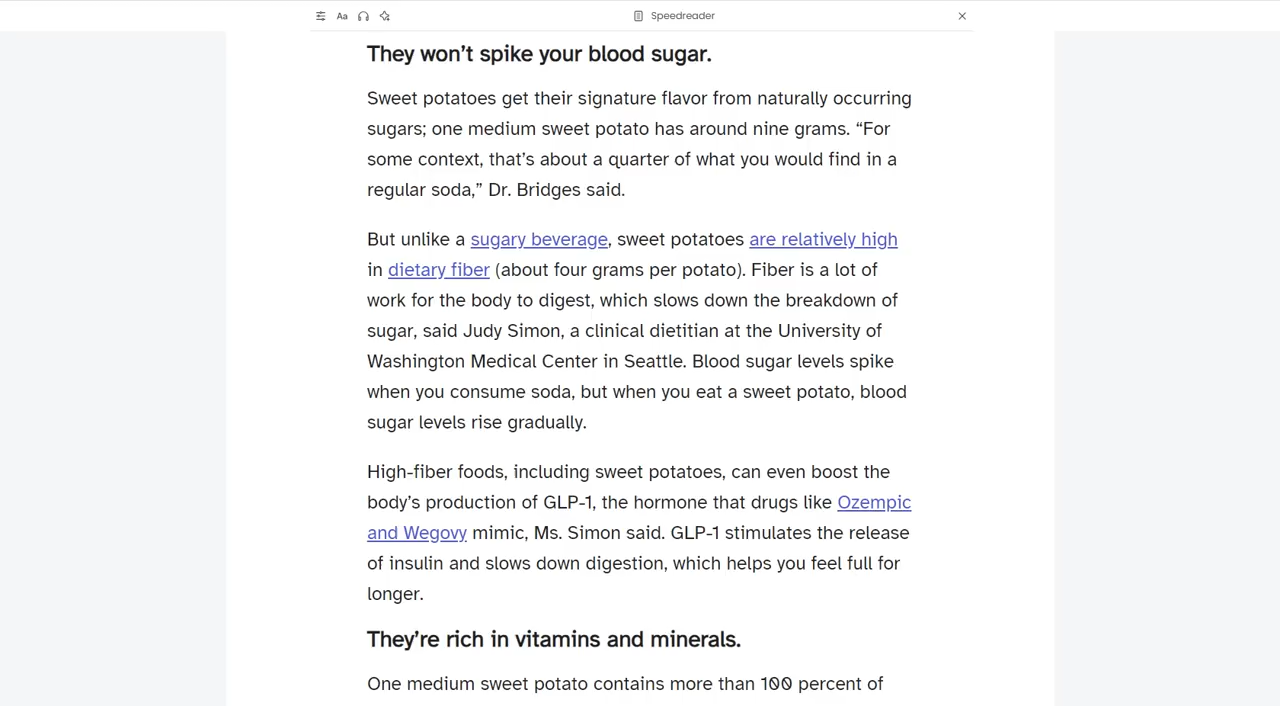 Aa
Speedreader
They won’t spike your blood sugar.
Sweet potatoes get their signature flavor from naturally occurring
sugars; one medium sweet potato has around nine grams. “For
some context, that’s about a quarter of what you would find in a
regular soda,” Dr. Bridges said.
But unlike a sugary beverage, sweet potatoes are relatively high
in dietary fiber (about four grams per potato). Fiber is a lot of
work for the body to digest, which slows down the breakdown of
sugar, said Judy Simon, a clinical dietitian at the University of
Washington Medical Center in Seattle. Blood sugar levels spike
when you consume soda, but when you eat a sweet potato, blood
sugar levels rise gradually.
High-fiber foods, including sweet potatoes, can even boost the
body’s production of GLP-1, the hormone that drugs like Ozempic
and Wegovy mimic, Ms. Simon said. GLP-1 stimulates the release
of insulin and slows down digestion, which helps you feel full for
longer.
They’re rich in vitamins and minerals.
One medium sweet potato contains more than 100 percent of